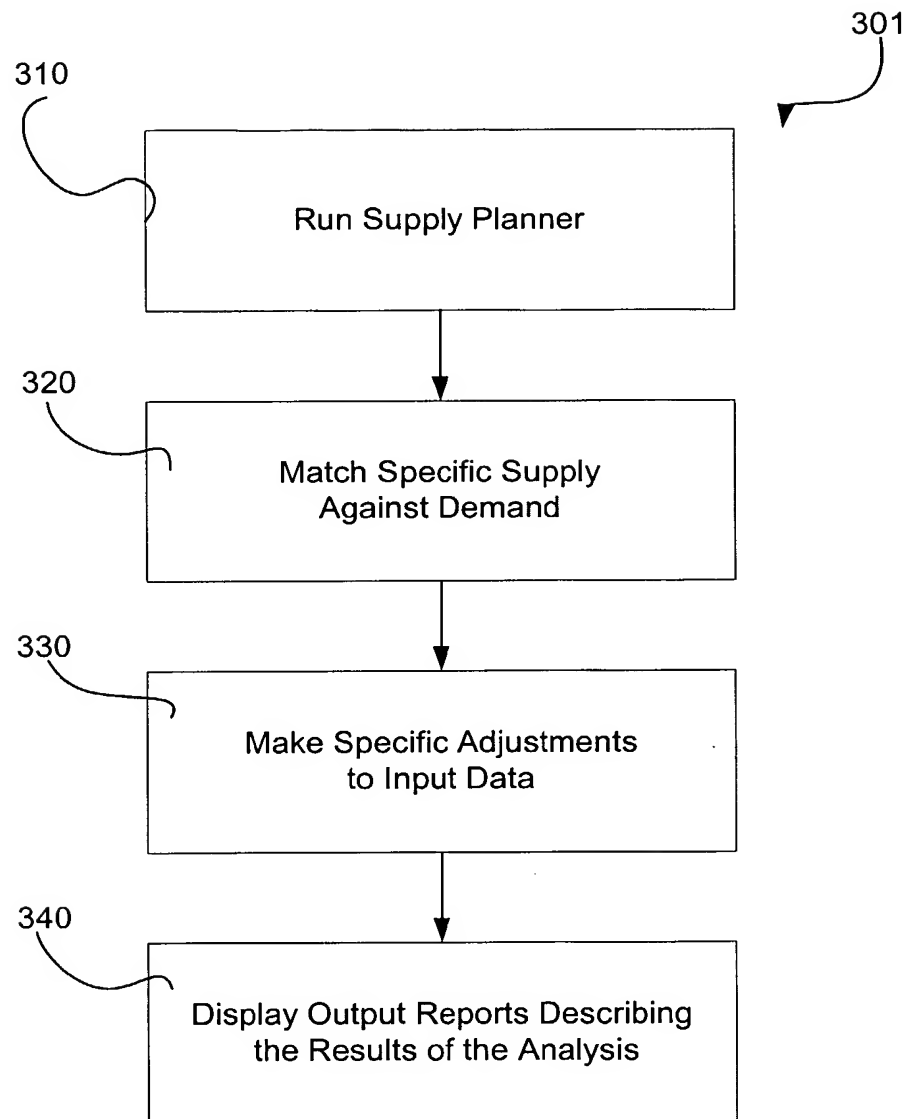 301
310
Run Supply Planner
320
Match Specific Supply
Against Demand
330
Make Specific Adjustments
to Input Data
340
Display Output Reports Describing
the Results of the Analysis